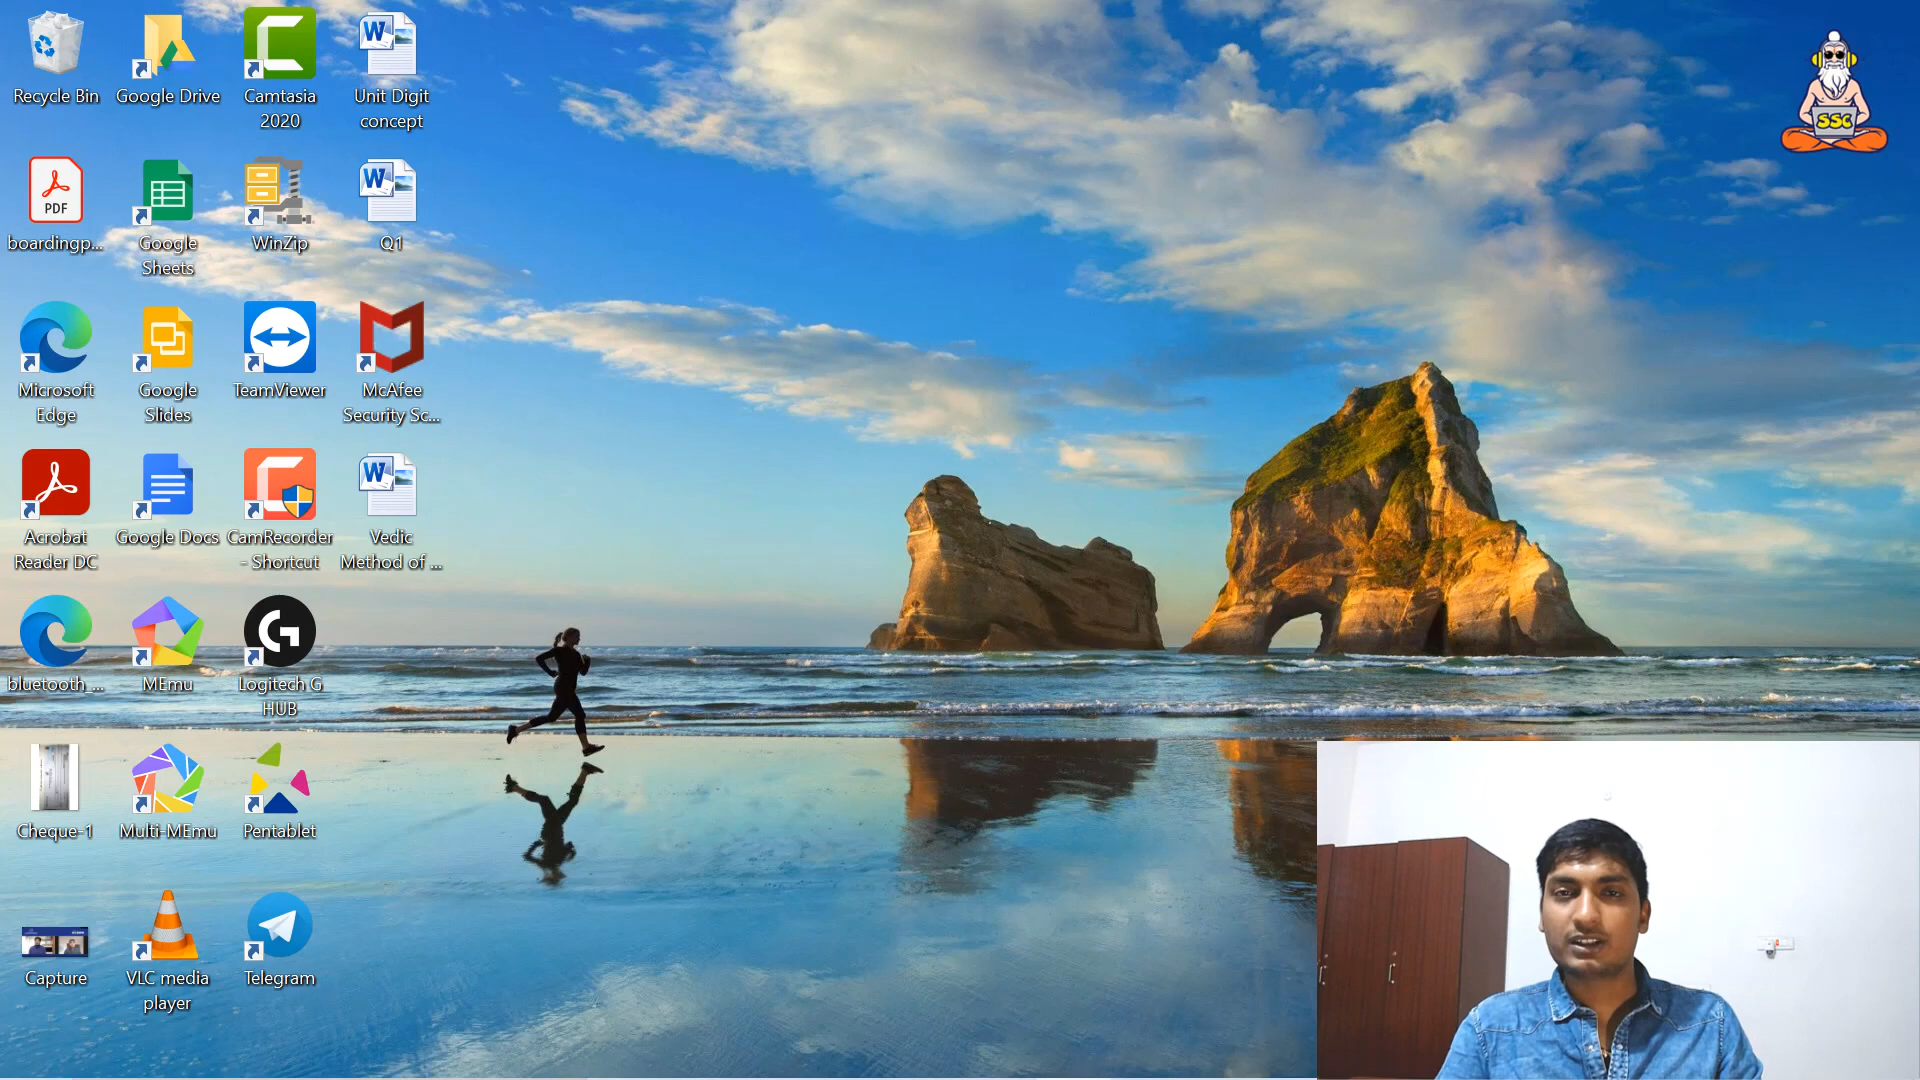 Recycle Bin
Google Drive
Camtasia
2020
Unit Digit
concept
PDF
boardingp...
Google
Sheets
WinZip
Q1
Microsoft
Edge
Google
Slides
TeamViewer
McAfee
Security Sc...
Acrobat
Reader DC
Google Docs
CamRecorder
- Shortcut
Vedic
Method of ...
bluetooth_...
MEmu
Logitech G
HUB
Cheque-1
Multi-MEmu
Pentablet
Capture
VLC media
player
Telegram
SSC